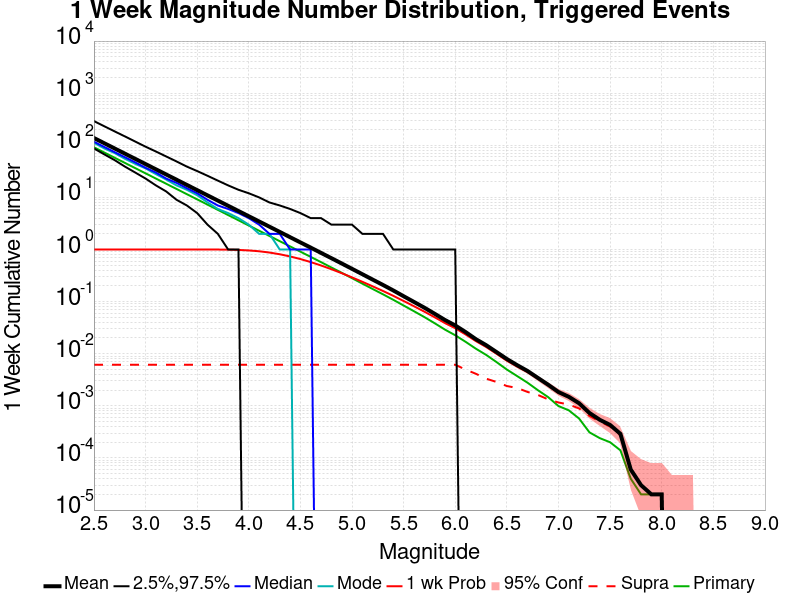 1 Week Magnitude Number Distribution, Triggered Events
1 Week Cumulative Number
10^4
10^3
10^2
10^1
10^0
10^-1
10^-2
10^-3
10^-4
10^-5
2.5 3.0 3.5 4.0 4.5 5.0 5.5 6.0 6.5 7.0 7.5 8.0 8.5 9.0
Magnitude
Mean 2.5%,97.5% Median Mode 1 wk Prob 95% Conf Supra Primary